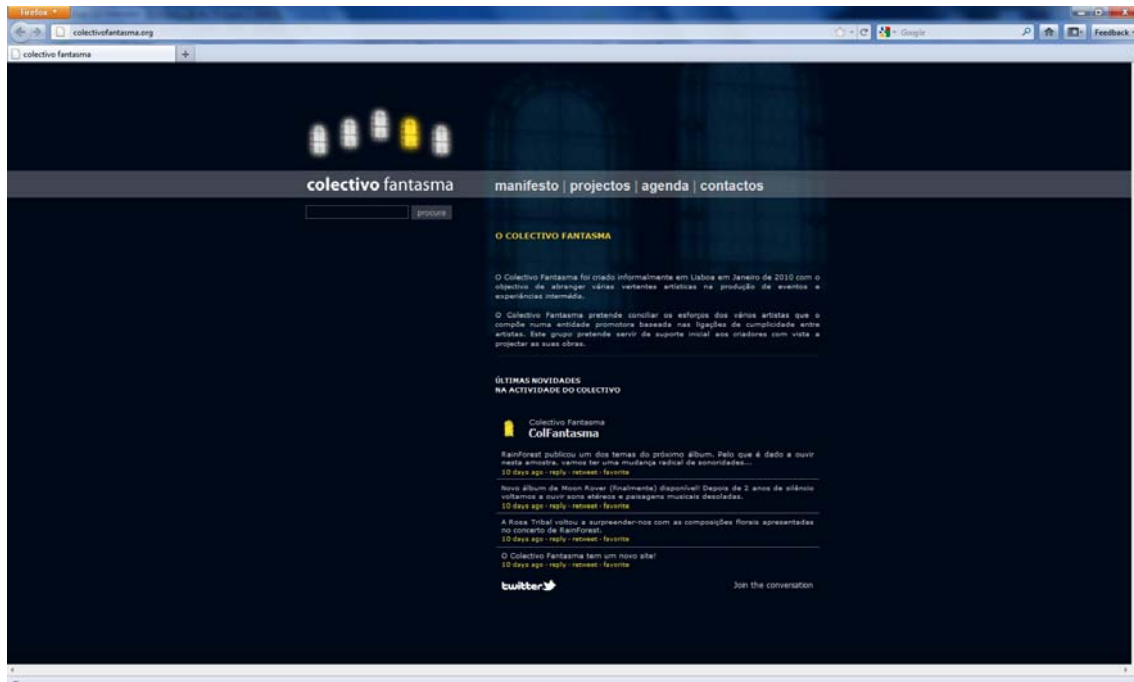 Firefox
colectivofantasma.org
Google
Feedback
colectivo fantasma
colectivo fantasma
manifesto | projectos | agenda | contactos
procura
O COLECTIVO FANTASMA
O Colectivo Fantasma foi criado informalmente em Lisboa em Janeiro de 2010 com o
objectivo de abranger várias vertentes artísticas na produção de eventos e
experiências intermédia.
O Colectivo Fantasma pretende conciliar os esforços dos vários artistas que o
compõe numa entidade promotora baseada nas ligações de cumplicidade entre
artistas. Este grupo pretende servir de suporte inicial aos criadores com vista a
projectar as suas obras.
ÚLTIMAS NOVIDADES
NA ACTIVIDADE DO COLECTIVO
Colectivo Fantasma
ColFantasma
RainForest publicou um dos temas do próximo álbum. Pelo que é dado a ouvir
nesta amostra, vamos ter uma mudança radical de sonoridades...
10 days ago · reply · retweet · favorite
Novo álbum de Moon Rover (finalmente) disponível! Depois de 2 anos de silêncio
voltamos a ouvir sons etéreos e paisagens musicais desoladas.
10 days ago · reply · retweet · favorite
A Rosa Tribal voltou a surpreender-nos com as composições florais apresentadas
no concerto de RainForest.
10 days ago · reply · retweet · favorite
O Colectivo Fantasma tem um novo site!
10 days ago · reply · retweet · favorite
twitter
Join the conversation